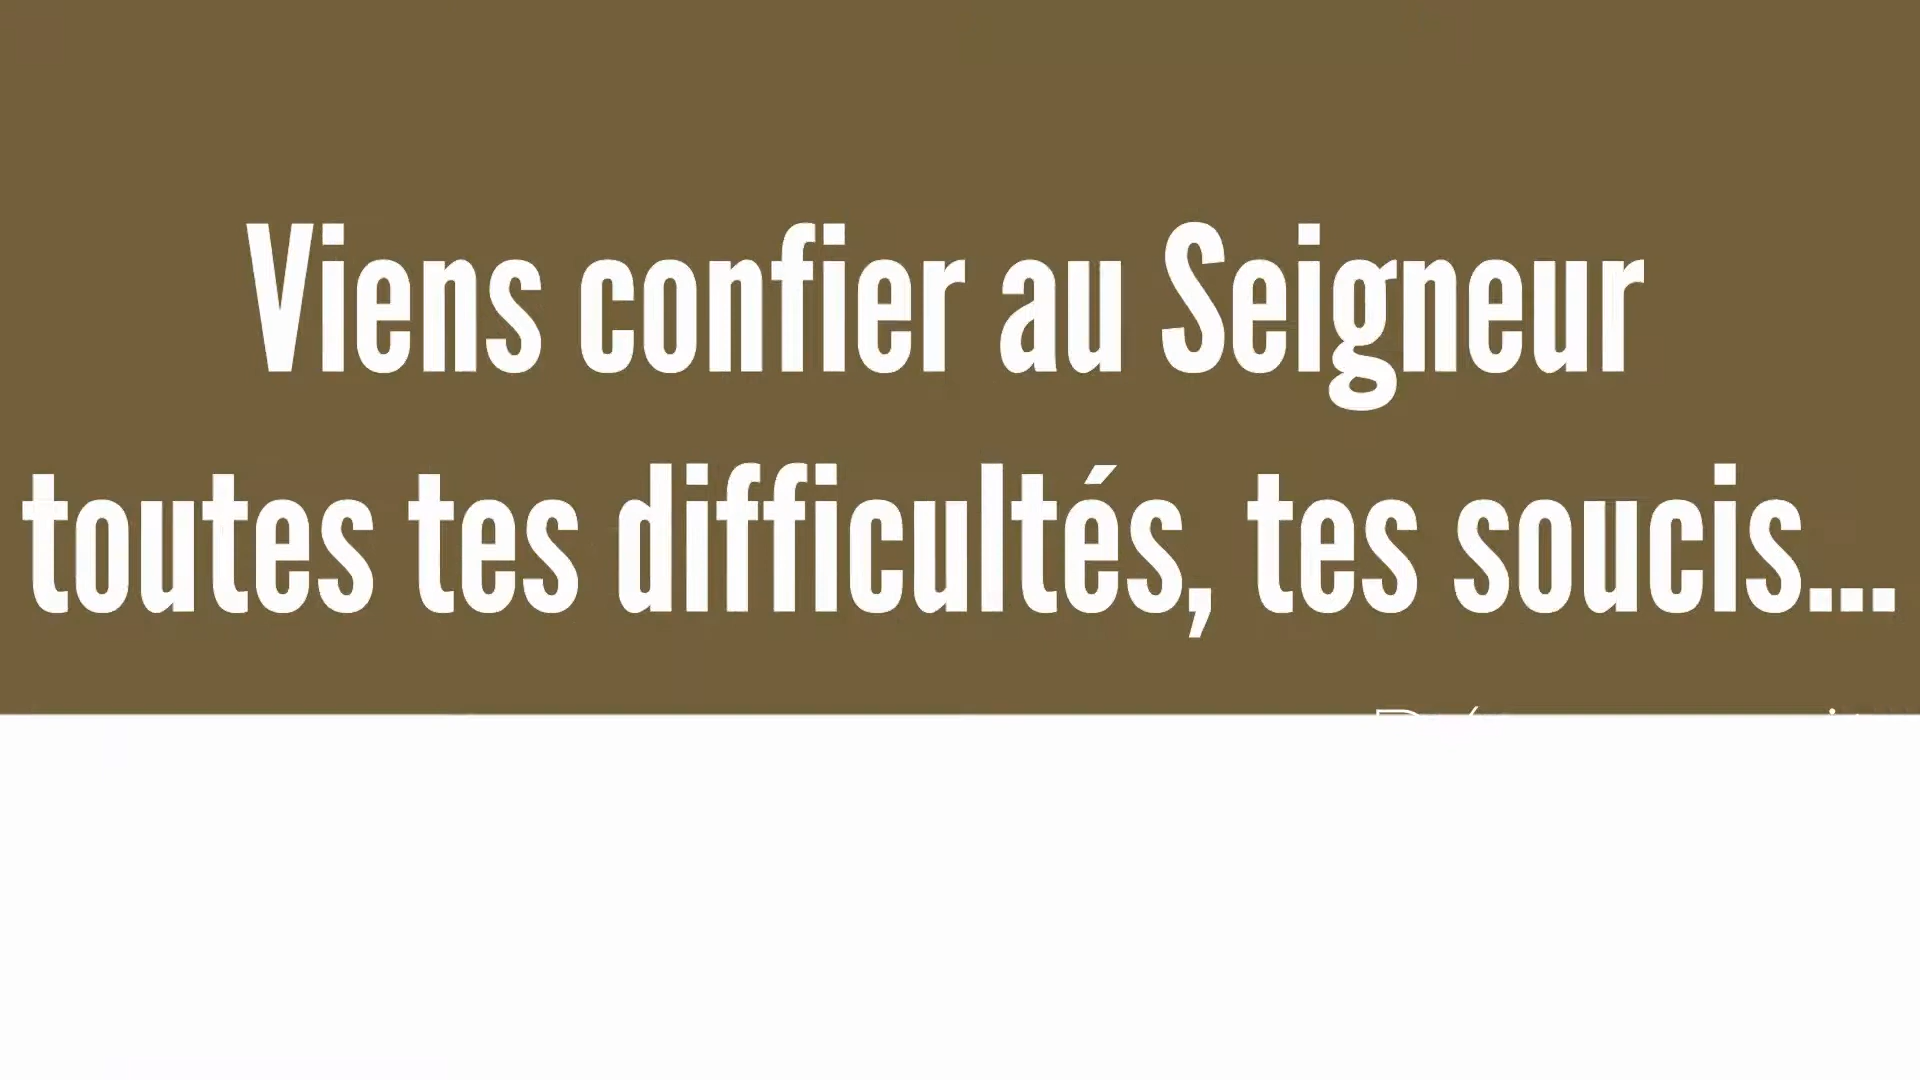 Viens confier au Seigneur
toutes tes difficultés, tes soucis...